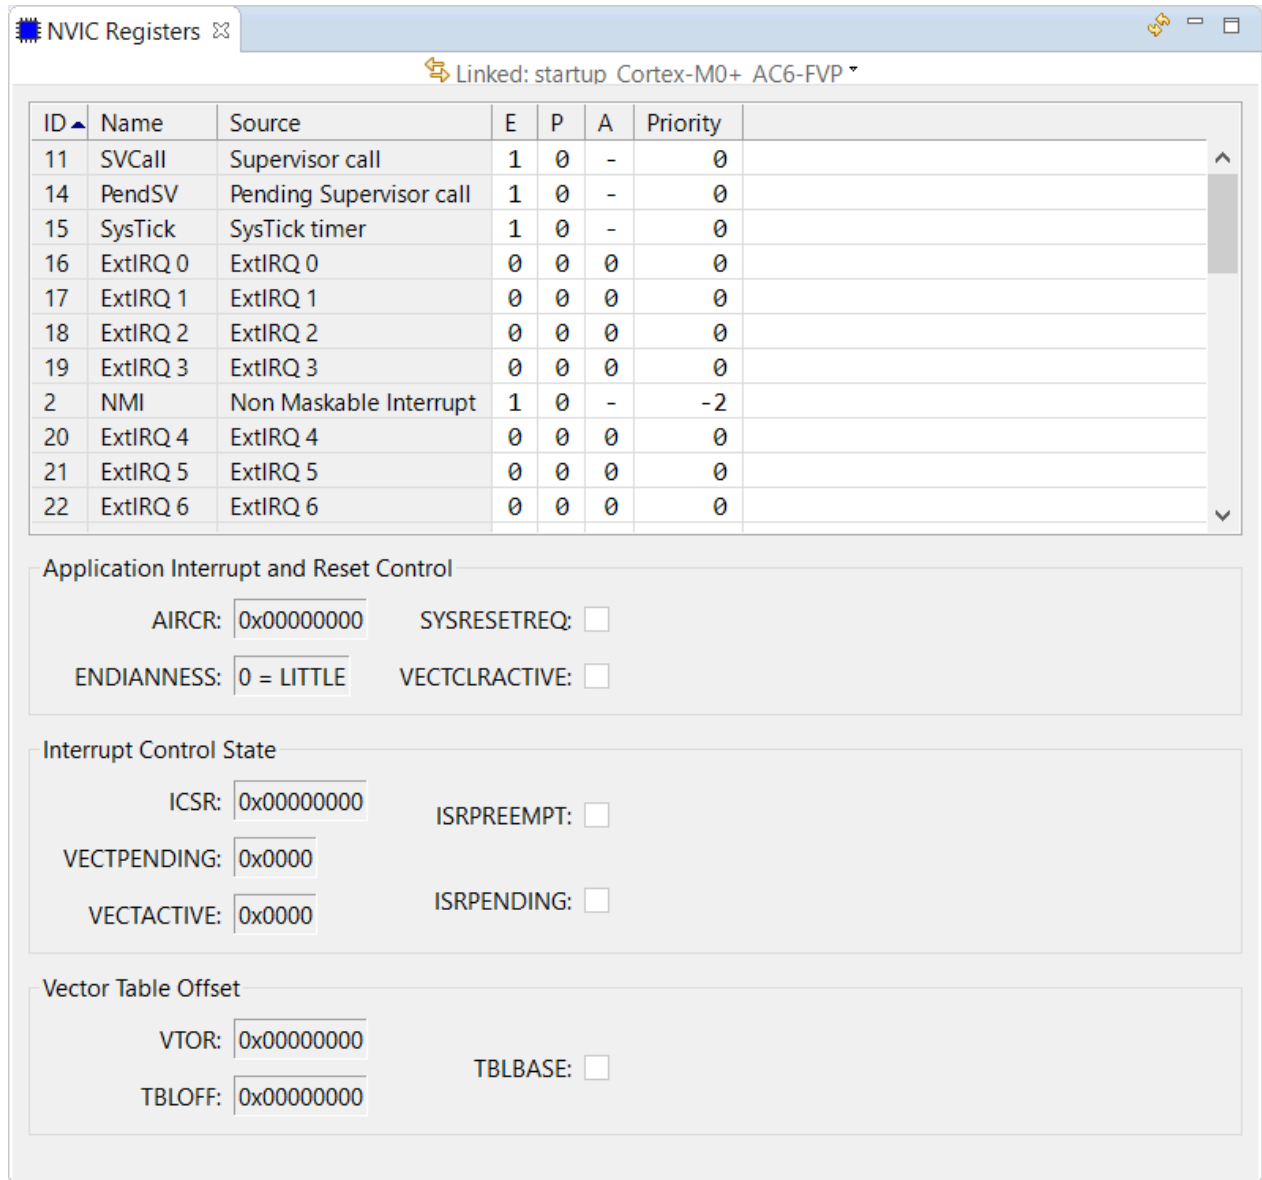 NVIC Registers
Linked: startup_Cortex-M0+_AC6-FVP
ID Name Source E P A Priority
11 SVCall Supervisor call 1 0 - 0
14 PendSV Pending Supervisor call 1 0 - 0
15 SysTick SysTick timer 1 0 - 0
16 ExtIRQ 0 ExtIRQ 0 0 0 0 0
17 ExtIRQ 1 ExtIRQ 1 0 0 0 0
18 ExtIRQ 2 ExtIRQ 2 0 0 0 0
19 ExtIRQ 3 ExtIRQ 3 0 0 0 0
2 NMI Non Maskable Interrupt 1 0 - -2
20 ExtIRQ 4 ExtIRQ 4 0 0 0 0
21 ExtIRQ 5 ExtIRQ 5 0 0 0 0
22 ExtIRQ 6 ExtIRQ 6 0 0 0 0
Application Interrupt and Reset Control
AIRCR: 0x00000000 SYSRESETREQ:
ENDIANNESS: 0 = LITTLE VECTCLRACTIVE:
Interrupt Control State
ICSR: 0x00000000 ISRPREEMPT:
VECTPENDING: 0x0000
VECTACTIVE: 0x0000 ISRPENDING:
Vector Table Offset
VTOR: 0x00000000
TBLBASE:
TBLOFF: 0x00000000